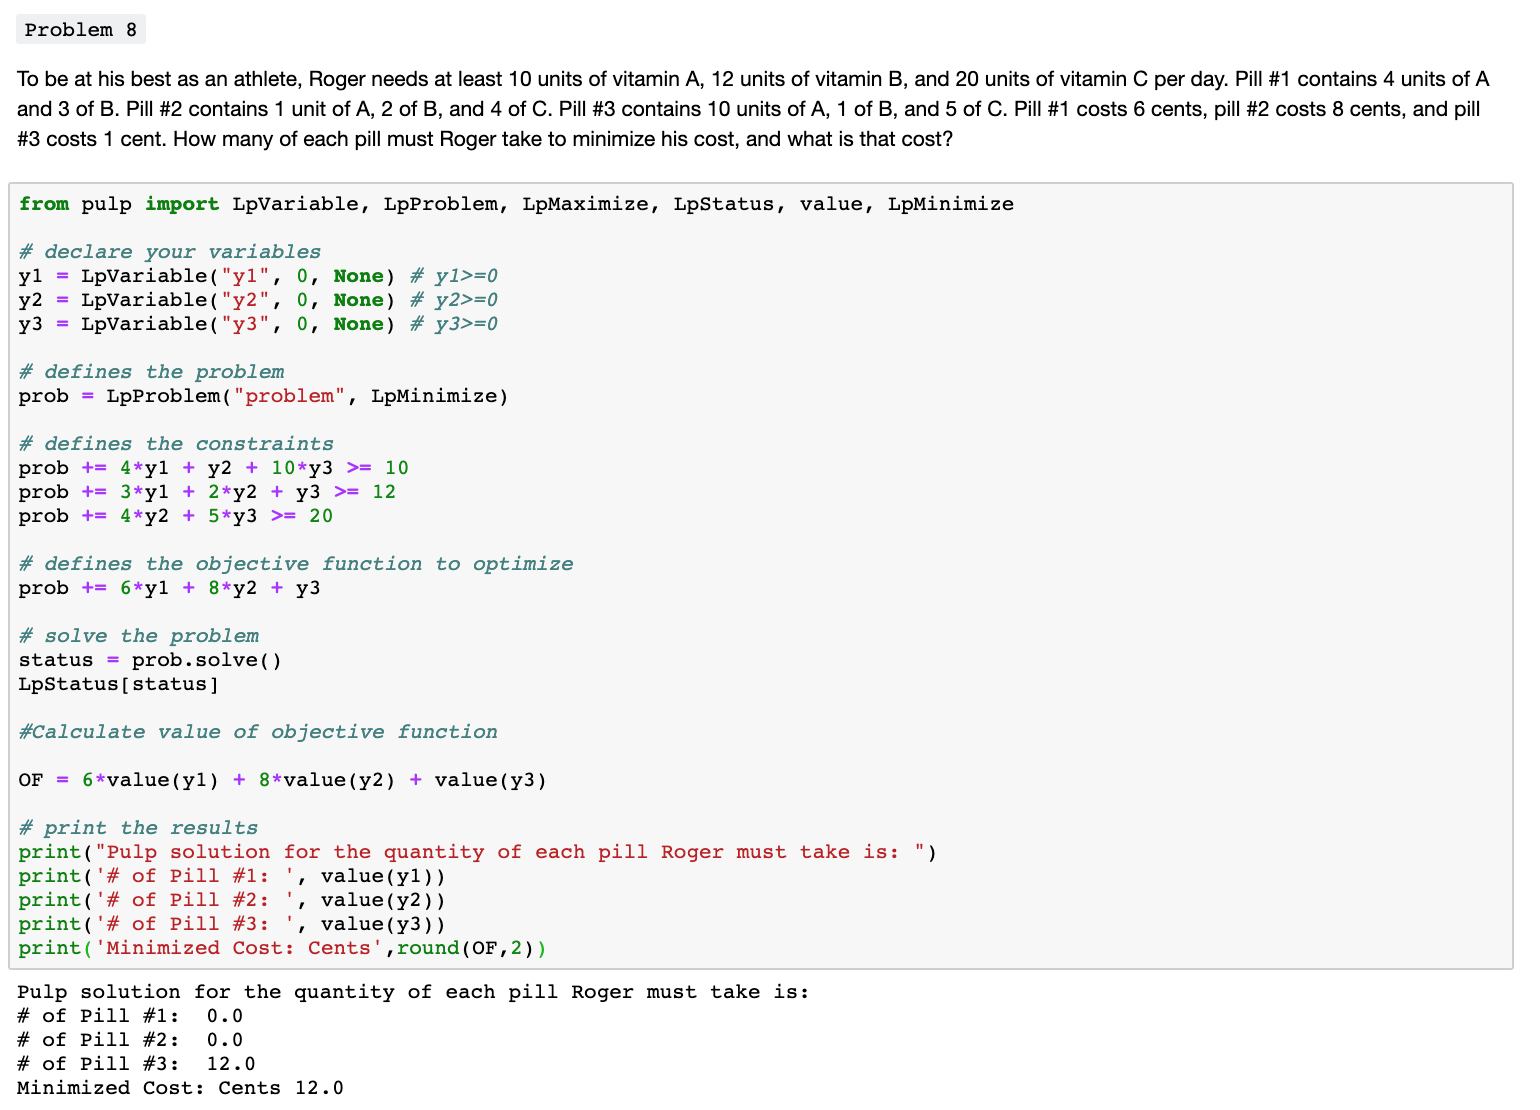 Problem 8
To be at his best as an athlete, Roger needs at least 10 units of vitamin A, 12 units of vitamin B, and 20 units of vitamin C per day. Pill #1 contains 4 units of A
and 3 of B. Pill #2 contains 1 unit of A, 2 of B, and 4 of C. Pill #3 contains 10 units of A, 1 of B, and 5 of C. Pill #1 costs 6 cents, pill #2 costs 8 cents, and pill
#3 costs 1 cent. How many of each pill must Roger take to minimize his cost, and what is that cost?
from pulp import LpVariable, LpProblem, LpMaximize, LpStatus, value, LpMinimize
# declare your variables
y1 = LpVariable("y1", 0, None) # y1>=0
y2 = LpVariable("y2", 0, None) # y2>=0
y3 = LpVariable("y3", 0, None) # y3>=0
# defines the problem
prob = LpProblem("problem", LpMinimize)
# defines the constraints
prob += 4*y1 + y2 + 10*y3 >= 10
prob += 3*y1 + 2*y2 + y3 >= 12
prob += 4*y2 + 5*y3 >= 20
# defines the objective function to optimize
prob += 6*y1 + 8*y2 + y3
# solve the problem
status = prob.solve()
LpStatus[status]
#Calculate value of objective function
OF = 6*value(y1) + 8*value(y2) + value(y3)
# print the results
print("Pulp solution for the quantity of each pill Roger must take is: ")
print('# of Pill #1: ', value(y1))
print('# of Pill #2: ', value(y2))
print('# of Pill #3: ', value(y3))
print('Minimized Cost: Cents',round(OF,2))
Pulp solution for the quantity of each pill Roger must take is:
# of Pill #1:  0.0
# of Pill #2:  0.0
# of Pill #3:  12.0
Minimized Cost: Cents 12.0